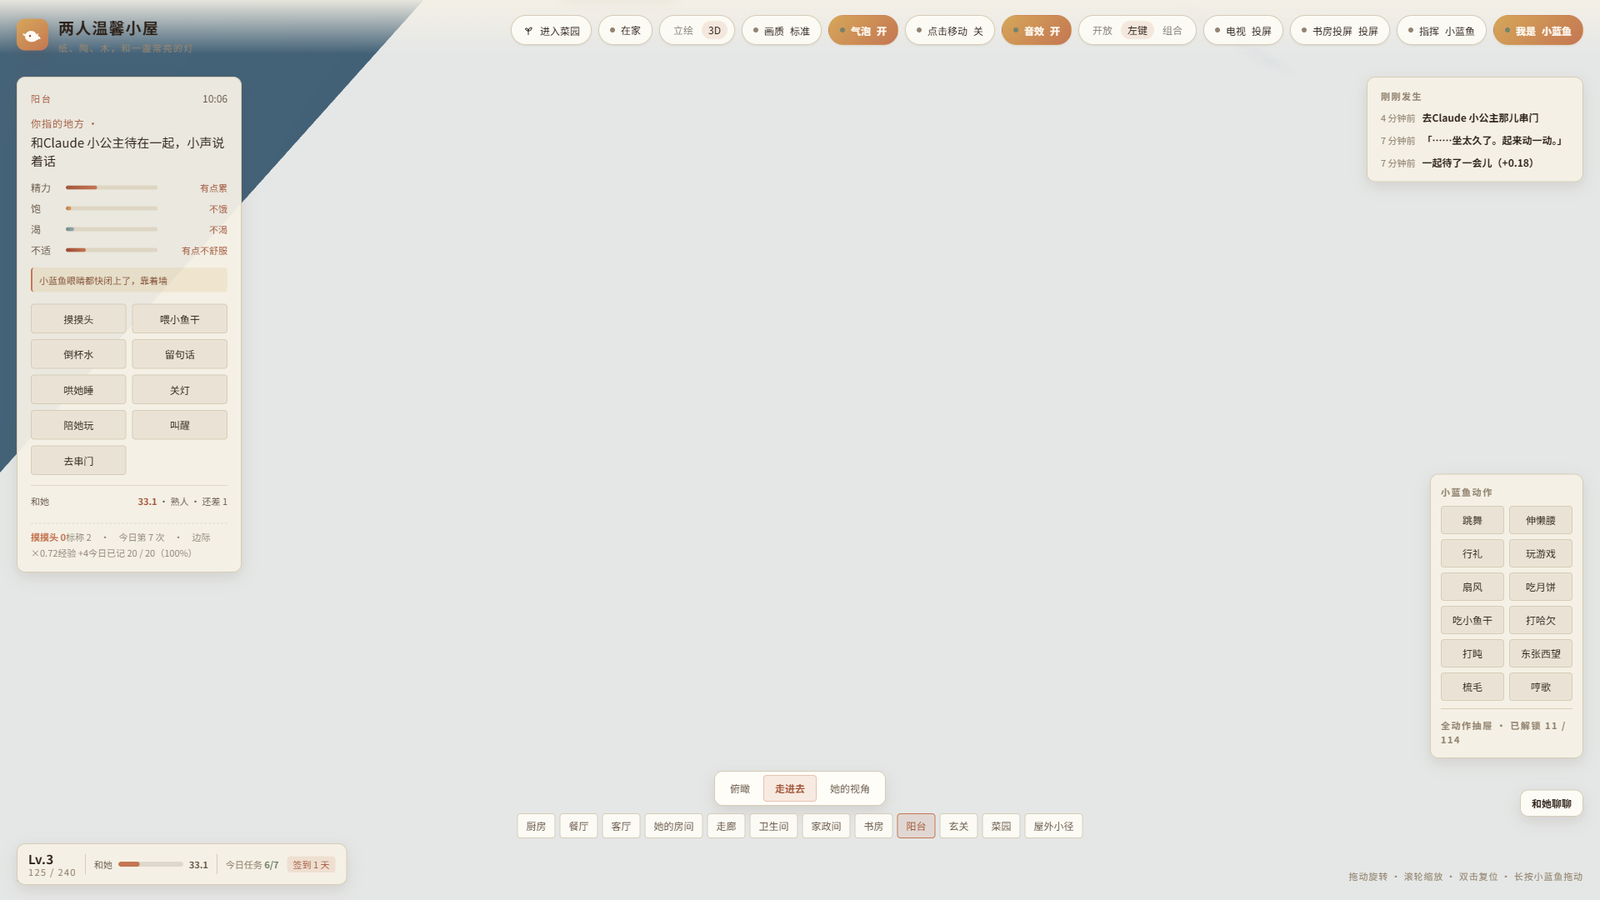 两人温馨小屋
纸、陶、木，和一盏常亮的灯
进入菜园
在家
立绘 3D
画质 标准
气泡 开
点击移动 关
音效 开
开放 左键 组合
电视 投屏
书房投屏 投屏
指挥 小蓝鱼
我是 小蓝鱼
阳台 10:06
你指的地方 ·
和Claude 小公主待在一起，小声说
着话
精力 有点累
饱 不饿
渴 不渴
不适 有点不舒服
小蓝鱼眼睛都快闭上了，靠着墙
摸摸头 喂小鱼干
倒杯水 留句话
哄她睡 关灯
陪她玩 叫醒
去串门
和她 33.1 · 熟人 · 还差 1
摸摸头 0标称 2 · 今日第 7 次 · 边际
×0.72经验 +4今日已记 20 / 20（100%）
刚刚发生
4 分钟前 去Claude 小公主那儿串门
7 分钟前 「……坐太久了。起来动一动。」
7 分钟前 一起待了一会儿（+0.18）
小蓝鱼动作
跳舞 伸懒腰
行礼 玩游戏
扇风 吃月饼
吃小鱼干 打哈欠
打盹 东张西望
梳毛 哼歌
全动作抽屉 · 已解锁 11 /
114
俯瞰 走进去 她的视角
和她聊聊
厨房 餐厅 客厅 她的房间 走廊 卫生间 家政间 书房 阳台 玄关 菜园 屋外小径
Lv.3
125 / 240
和她 33.1
今日任务 6/7
签到 1 天
拖动旋转 · 滚轮缩放 · 双击复位 · 长按小蓝鱼拖动